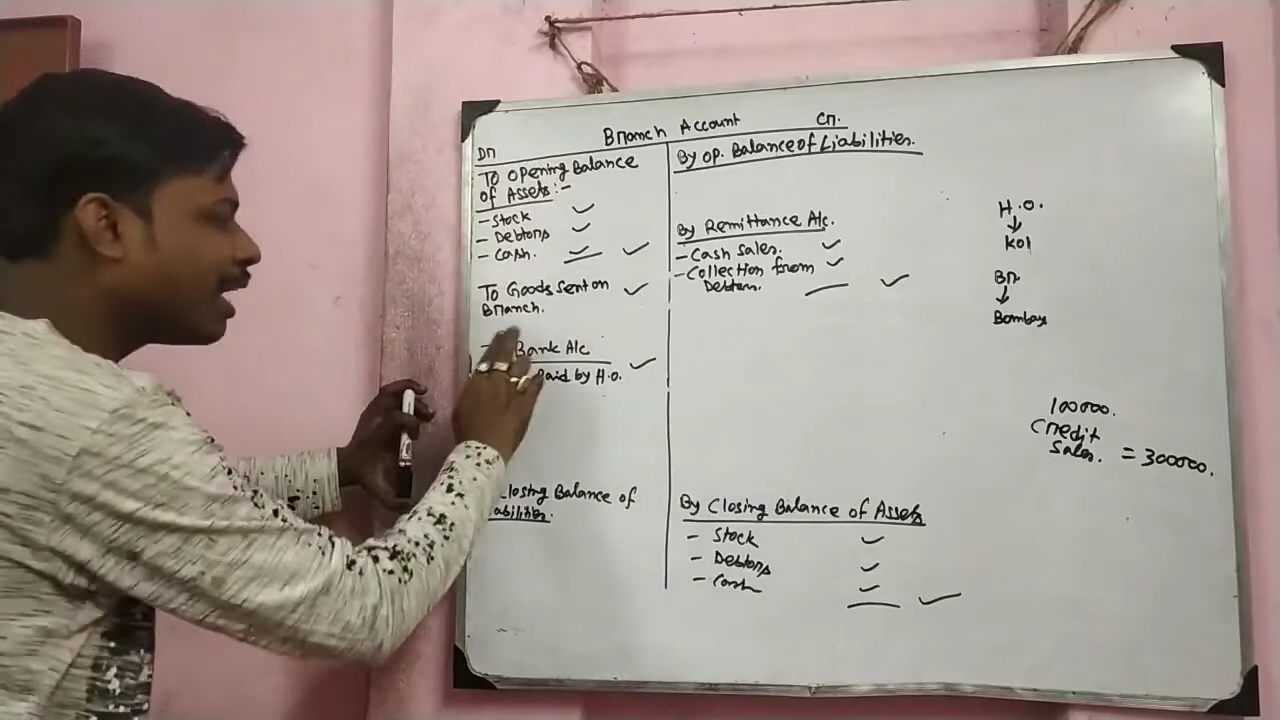 Branch Account Cr.
Dr
To Opening Balance
of Assets:-
- Stock
- Debtors
- Cash.
To Goods Sent on
Branch.
Bank A/c
Paid by H.O.
Closing Balance of
By Op. Balance of Liabilities.
By Remittance A/c.
- Cash Sales.
- Collection from
Debtors.
By Closing Balance of Assets
- Stock
- Debtors
- Cash
H.O.
↓
Kol
Br.
↓
Bombay
100000.
Credit
Sales. = 300000.